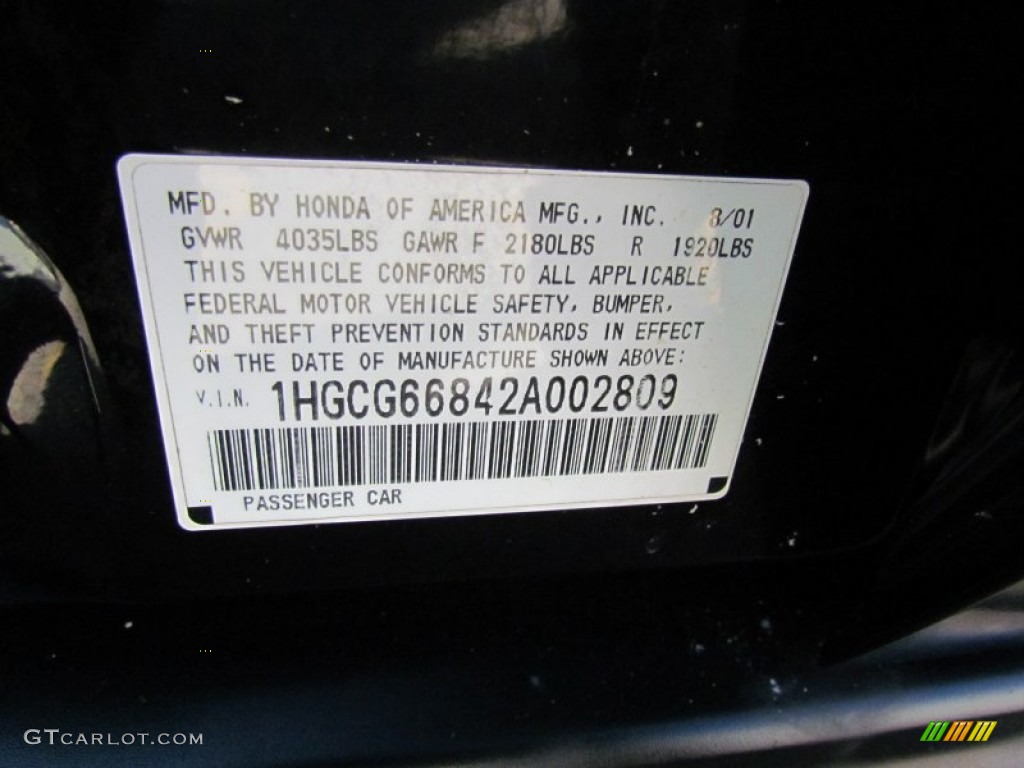 MFD. BY HONDA OF AMERICA MFG., INC. 8/01
GVWR 4035LBS GAWR F 2180LBS R 1920LBS
THIS VEHICLE CONFORMS TO ALL APPLICABLE
FEDERAL MOTOR VEHICLE SAFETY, BUMPER,
AND THEFT PREVENTION STANDARDS IN EFFECT
ON THE DATE OF MANUFACTURE SHOWN ABOVE:
V.I.N. 1HGCG66842A002809
PASSENGER CAR
GTCARLOT.COM